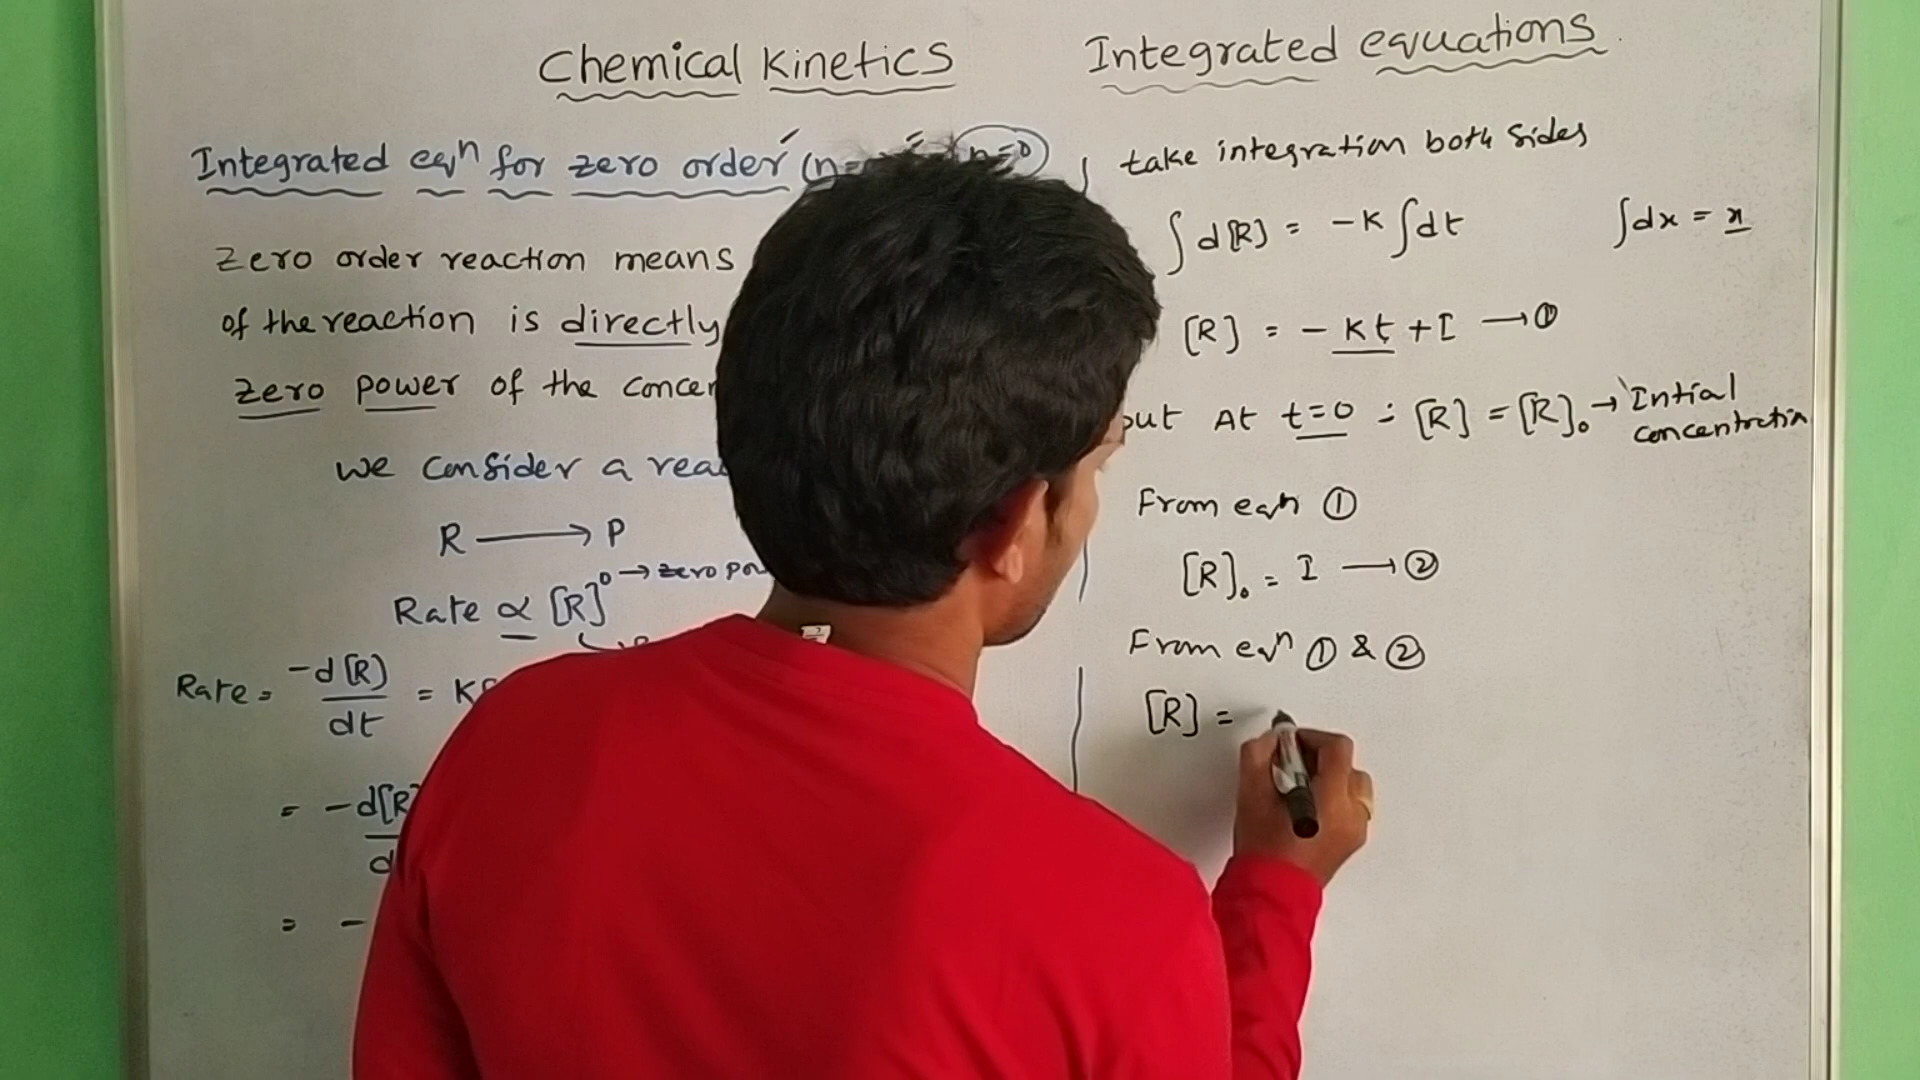 Chemical Kinetics
Integrated equations
Integrated eqⁿ for zero order (n= n=0
Zero order reaction means
of the reaction is directly
zero power of the concen
we consider a reac
R ⟶ P
Rate ∝ [R]⁰ → zero pow
Rate = -d[R]/dt = K
= -d[R]
= -
take integration both sides
∫d[R] = -K ∫dt ∫dx = x
[R] = - Kt + I → ①
put At t=0 : [R] = [R]₀ → Intial concentration
From eqn ①
[R]₀ = I → ②
From eqⁿ ① & ②
[R] =